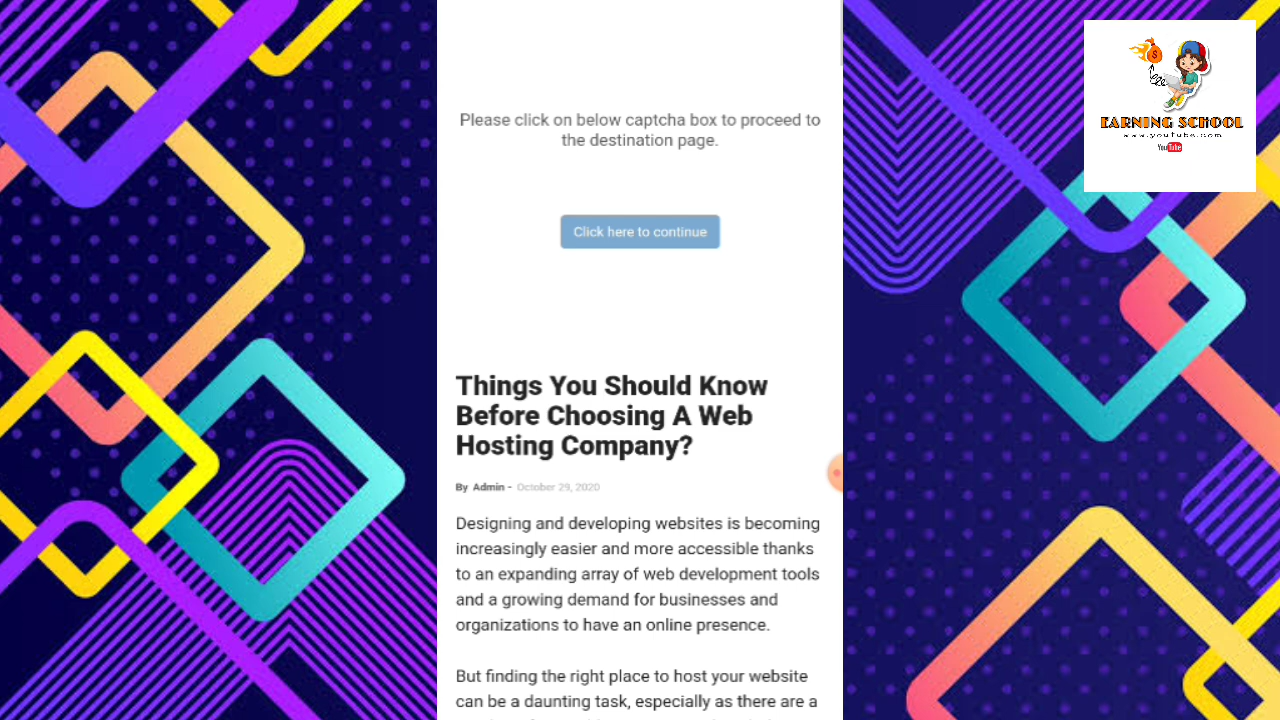 Please click on below captcha box to proceed to
the destination page.
Click here to continue
Things You Should Know
Before Choosing A Web
Hosting Company?
By Admin - October 29, 2020
Designing and developing websites is becoming
increasingly easier and more accessible thanks
to an expanding array of web development tools
and a growing demand for businesses and
organizations to have an online presence.
But finding the right place to host your website
can be a daunting task, especially as there are a
$
EARNING SCHOOL
www.youtube.com
YouTube